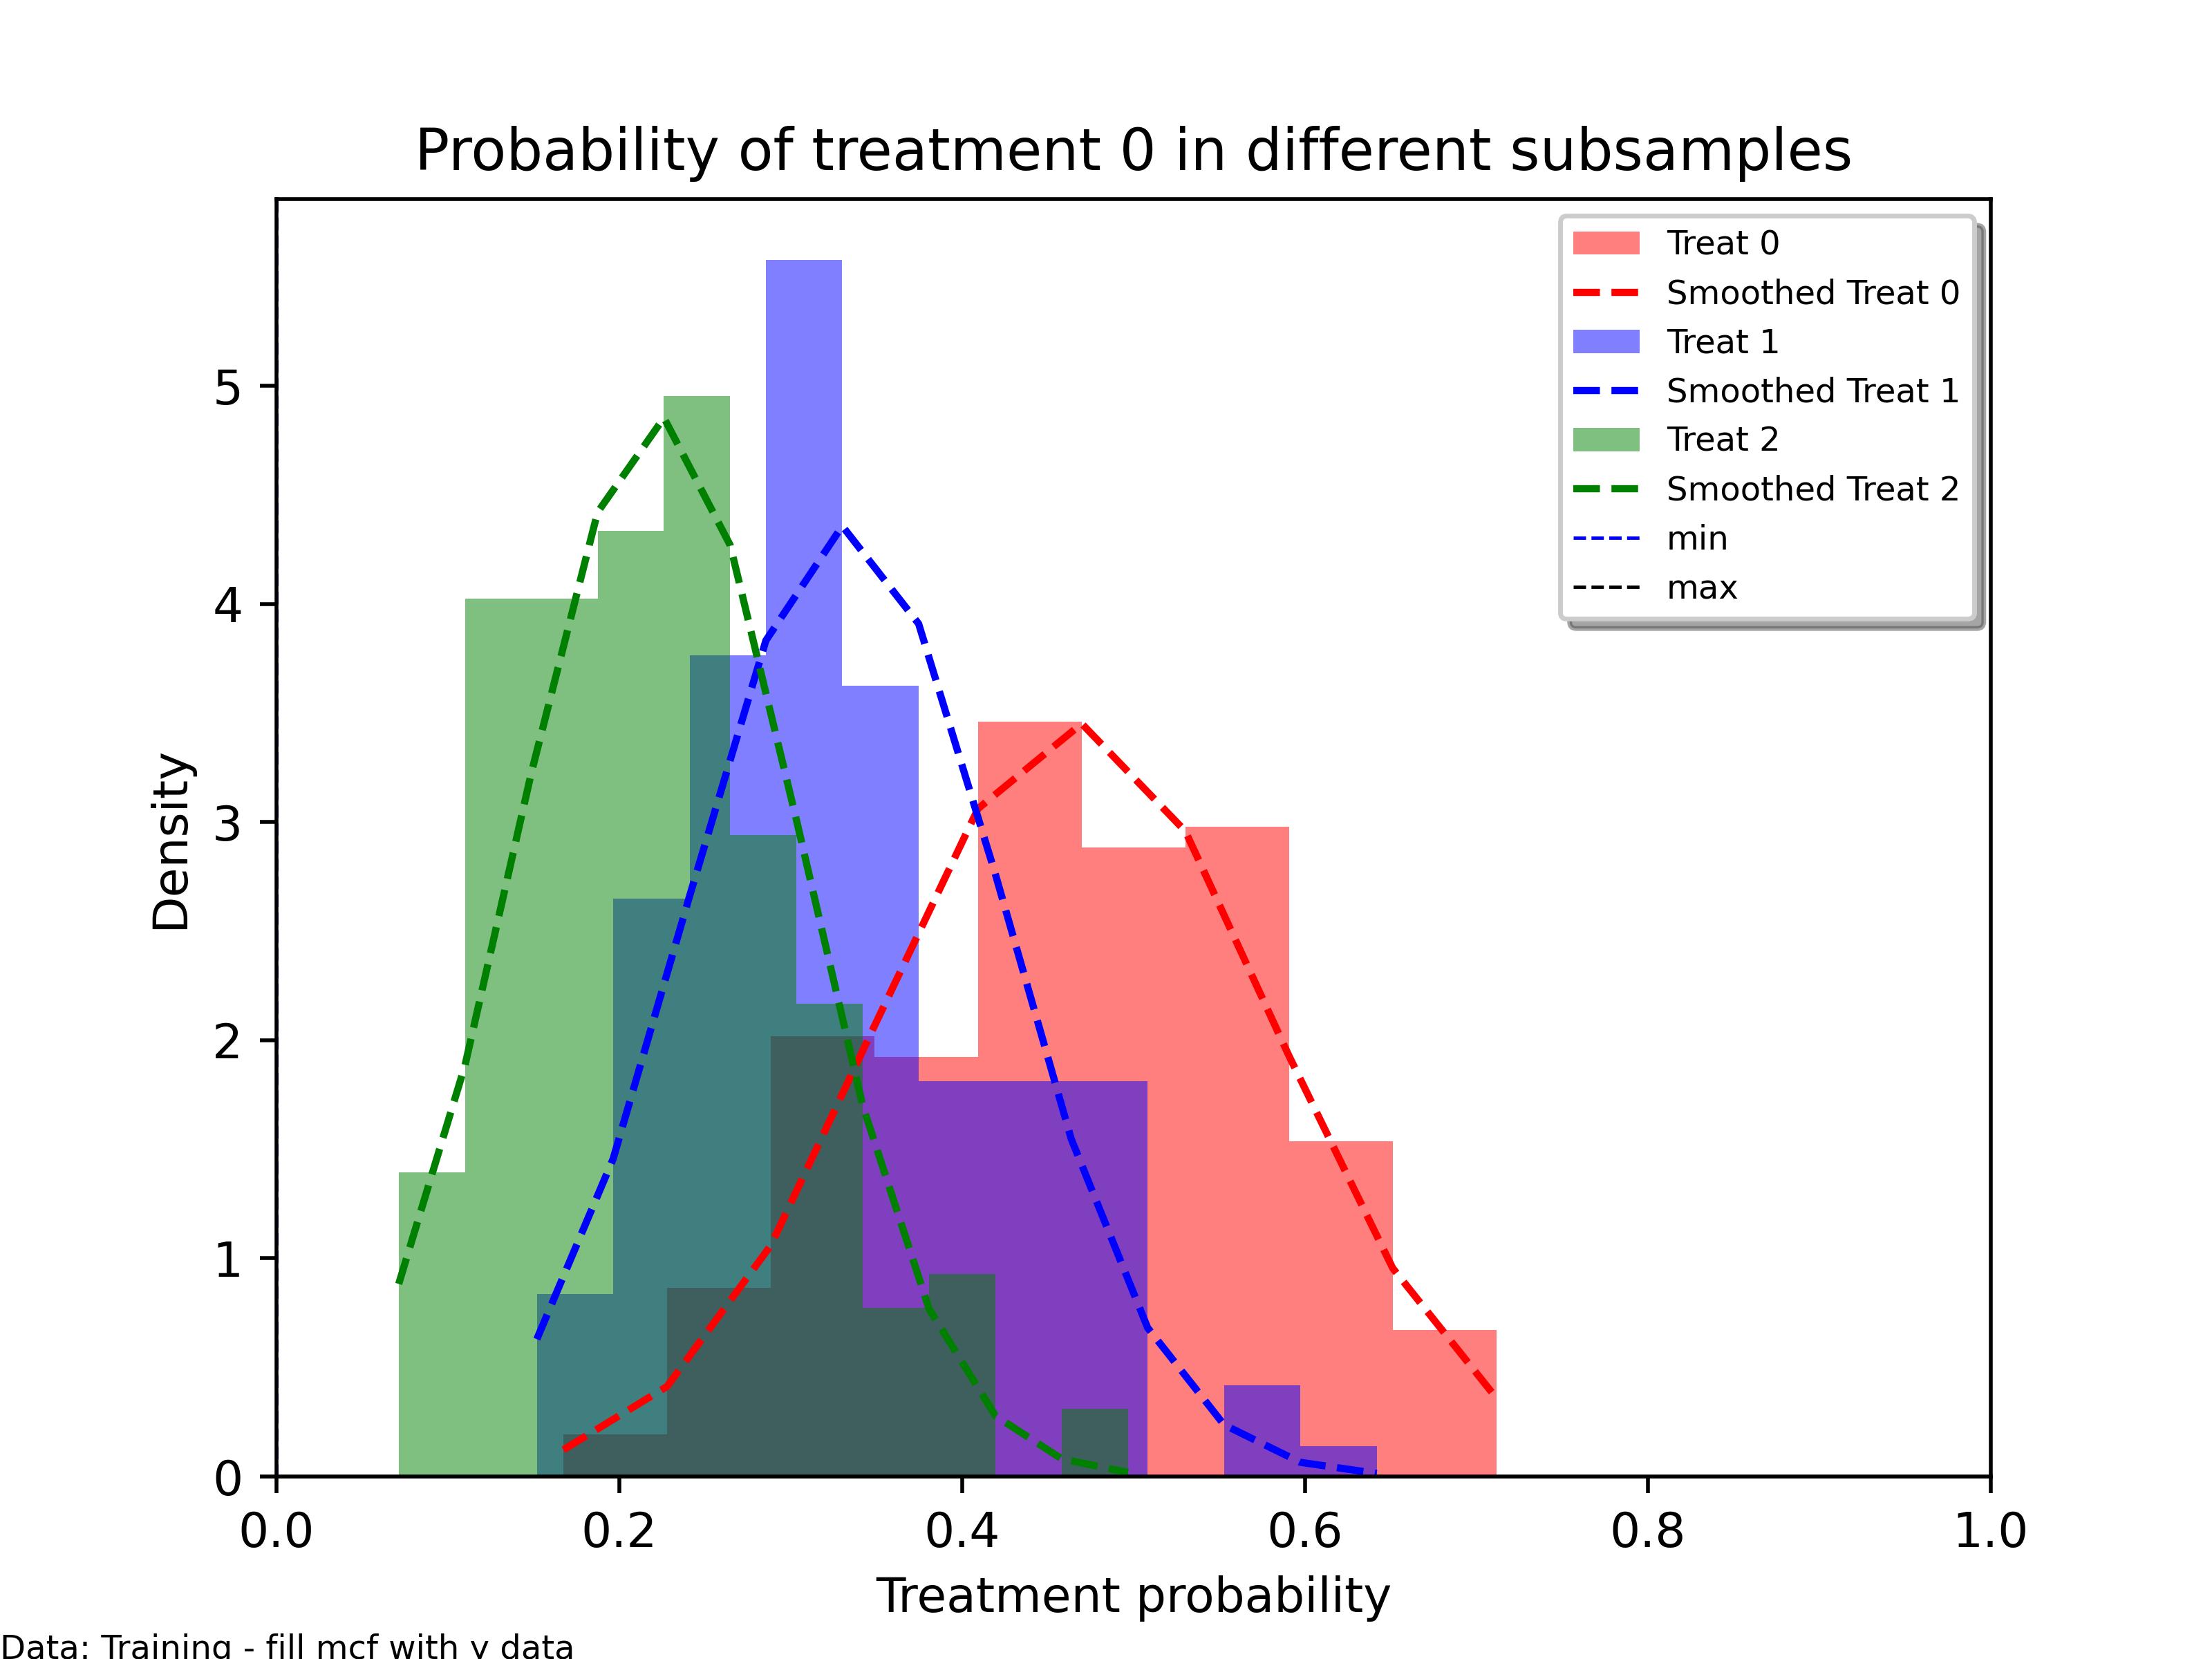 Probability of treatment 0 in different subsamples
Treat 0
Smoothed Treat 0
Treat 1
Smoothed Treat 1
Treat 2
Smoothed Treat 2
min
max
Density
5
4
3
2
1
0
0.0 0.2 0.4 0.6 0.8 1.0
Treatment probability
Data: Training - fill mcf with y data